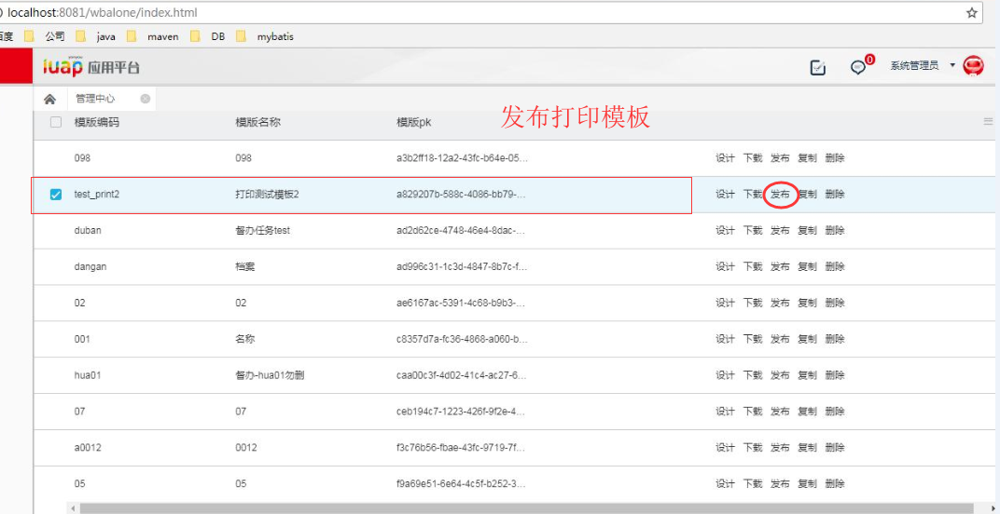 localhost:8081/wbalone/index.html
百度 公司 java maven DB mybatis
iuap 应用平台 0 系统管理员
管理中心
发布打印模板
模版编码 模版名称 模版pk
098 098 a3b2ff18-12a2-43fc-b64e-05... 设计 下载 发布 复制 删除
test_print2 打印测试模板2 a829207b-588c-4086-bb79-... 设计 下载 发布 复制 删除
duban 督办任务test ad2d62ce-4748-46e4-8dac-... 设计 下载 发布 复制 删除
dangan 档案 ad996c31-1c3d-4847-8b7c-f... 设计 下载 发布 复制 删除
02 02 ae6167ac-5391-4c68-b9b3-... 设计 下载 发布 复制 删除
001 名称 c8357d7a-fc36-4868-a060-b... 设计 下载 发布 复制 删除
hua01 督办-hua01勿删 caa00c3f-4d02-41c4-ac27-6... 设计 下载 发布 复制 删除
07 07 ceb194c7-1223-426f-9f2e-4... 设计 下载 发布 复制 删除
a0012 0012 f3c76b56-fbae-43fc-9719-7f... 设计 下载 发布 复制 删除
05 05 f9a69e51-6e64-4c5f-b252-3... 设计 下载 发布 复制 删除